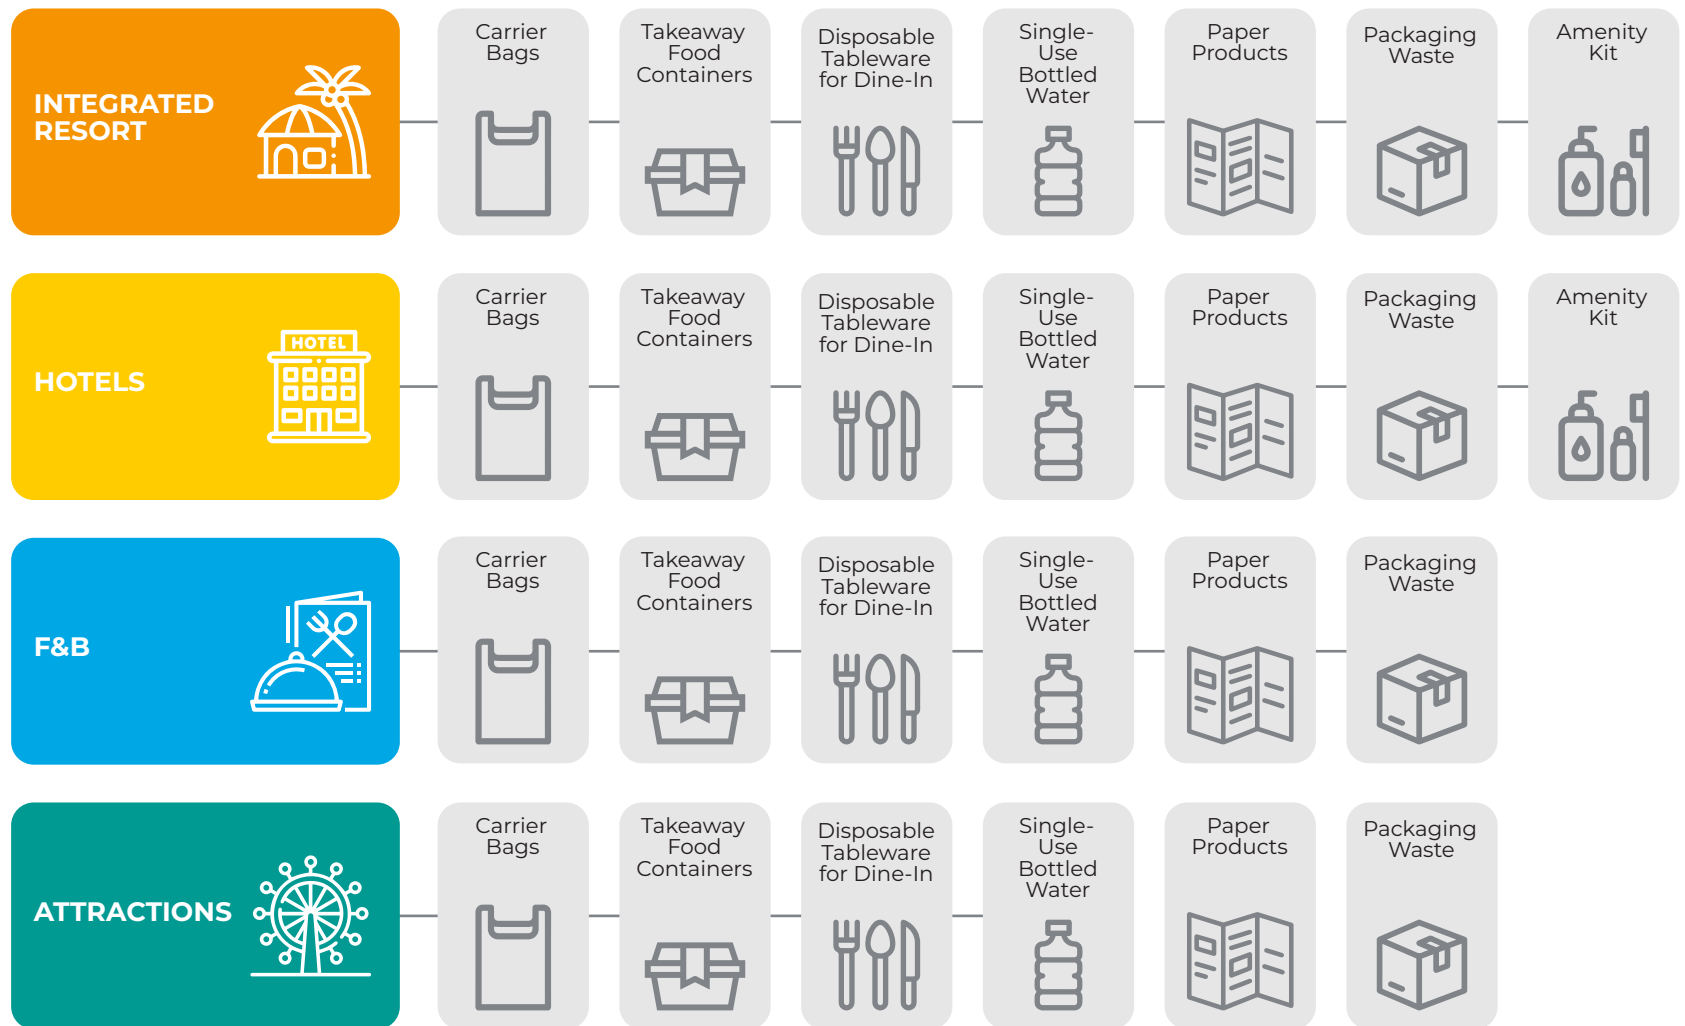 INTEGRATED
RESORT
Carrier
Bags
Takeaway
Food
Containers
Disposable
Tableware
for Dine-In
Single-
Use
Bottled
Water
Paper
Products
Packaging
Waste
Amenity
Kit
HOTELS
HOTEL
Carrier
Bags
Takeaway
Food
Containers
Disposable
Tableware
for Dine-In
Single-
Use
Bottled
Water
Paper
Products
Packaging
Waste
Amenity
Kit
F&B
Carrier
Bags
Takeaway
Food
Containers
Disposable
Tableware
for Dine-In
Single-
Use
Bottled
Water
Paper
Products
Packaging
Waste
ATTRACTIONS
Carrier
Bags
Takeaway
Food
Containers
Disposable
Tableware
for Dine-In
Single-
Use
Bottled
Water
Paper
Products
Packaging
Waste